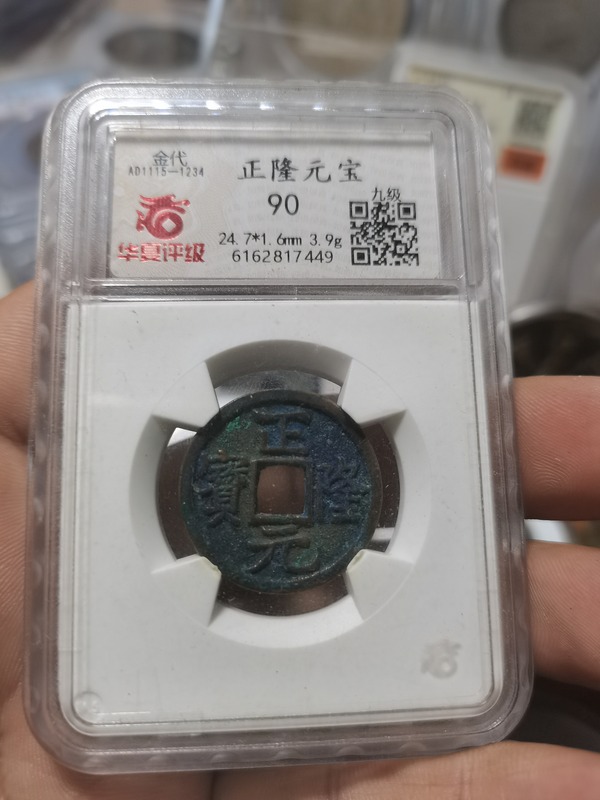 金代
AD1115—1234
华夏评级
正隆元宝
90
九级
24.7*1.6mm 3.9g
6162817449
正
隆
元
寶